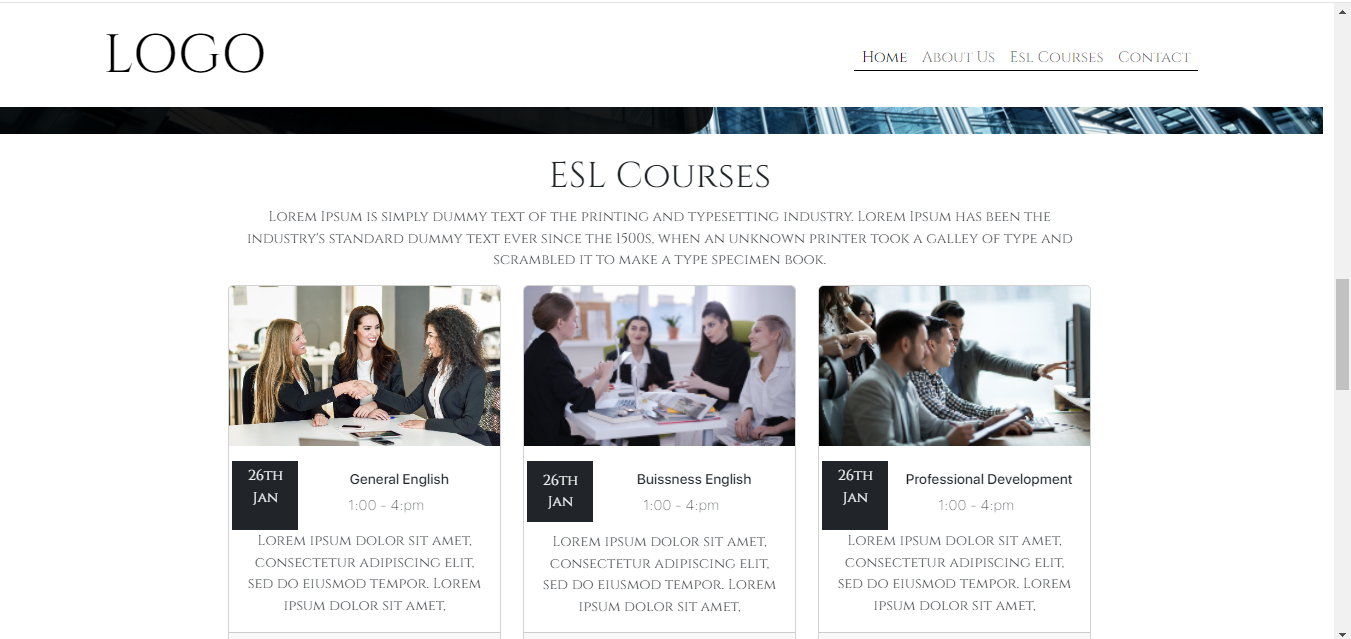 LOGO
Home About Us Esl Courses Contact
ESL Courses
Lorem Ipsum is simply dummy text of the printing and typesetting industry. Lorem Ipsum has been the
industry's standard dummy text ever since the 1500s, when an unknown printer took a galley of type and
scrambled it to make a type specimen book.
26th
Jan
General English
1:00 - 4:pm
Lorem ipsum dolor sit amet,
consectetur adipiscing elit,
sed do eiusmod tempor. Lorem
ipsum dolor sit amet,
26th
Jan
Buissness English
1:00 - 4:pm
Lorem ipsum dolor sit amet,
consectetur adipiscing elit,
sed do eiusmod tempor. Lorem
ipsum dolor sit amet,
26th
Jan
Professional Development
1:00 - 4:pm
Lorem ipsum dolor sit amet,
consectetur adipiscing elit,
sed do eiusmod tempor. Lorem
ipsum dolor sit amet,